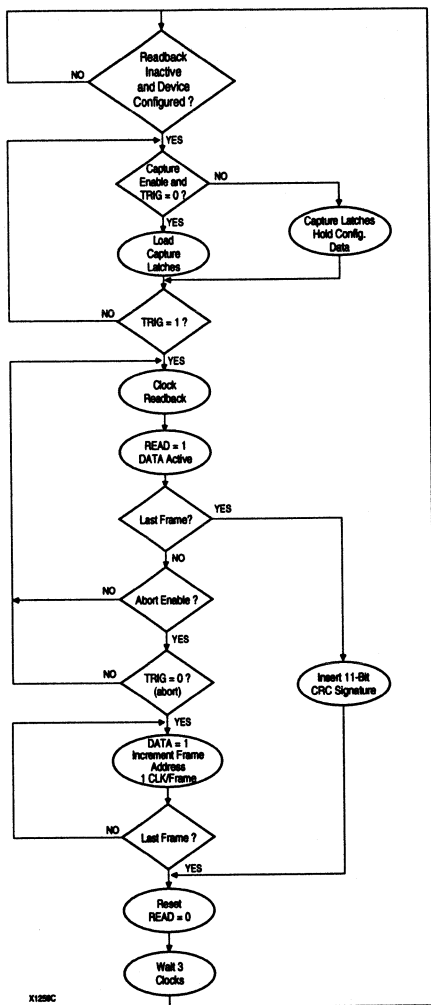 Readback
Inactive
and Device
Configured ?
NO
YES
Capture
Enable and
TRIG = 0 ?
NO
YES
Load
Capture
Latches
Capture Latches
Hold Config.
Data
NO
TRIG = 1 ?
YES
Clock
Readback
READ = 1
DATA Active
Last Frame?
YES
NO
NO
Abort Enable ?
YES
NO
TRIG = 0 ?
(abort)
Insert 11-Bit
CRC Signature
YES
DATA = 1
Increment Frame
Address
1 CLK/Frame
NO
Last Frame ?
YES
Reset
READ = 0
Wait 3
Clocks
X1259C